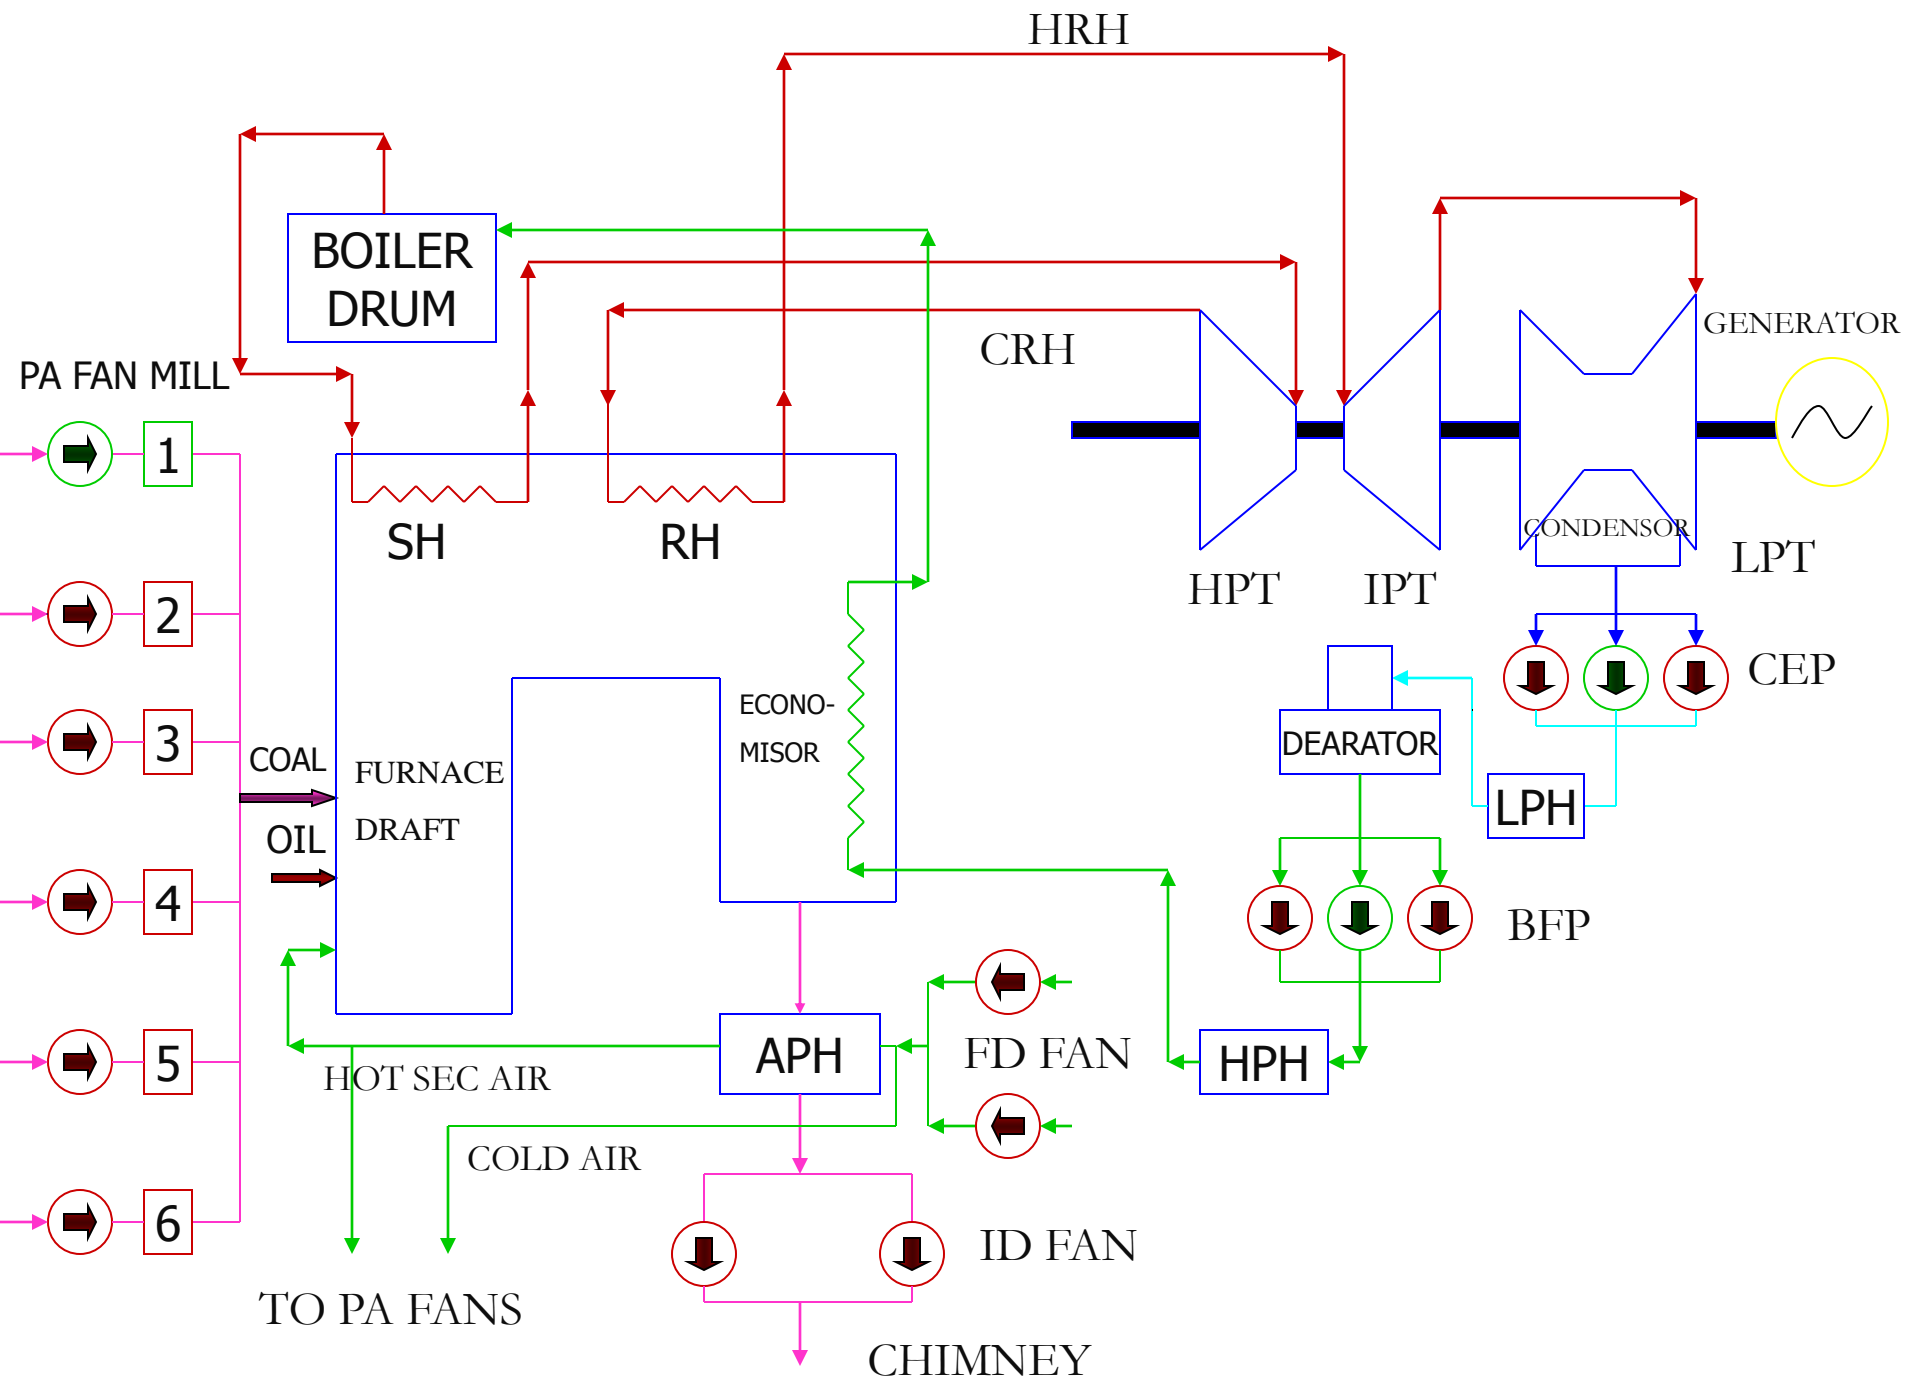 HRH
BOILER
DRUM
GENERATOR
CRH
PA FAN MILL
1
SH
RH
CONDENSOR
LPT
HPT
IPT
2
CEP
ECONO-
MISOR
3
DEARATOR
COAL
FURNACE
DRAFT
LPH
OIL
4
BFP
5
APH
FD FAN
HPH
HOT SEC AIR
COLD AIR
6
ID FAN
TO PA FANS
CHIMNEY